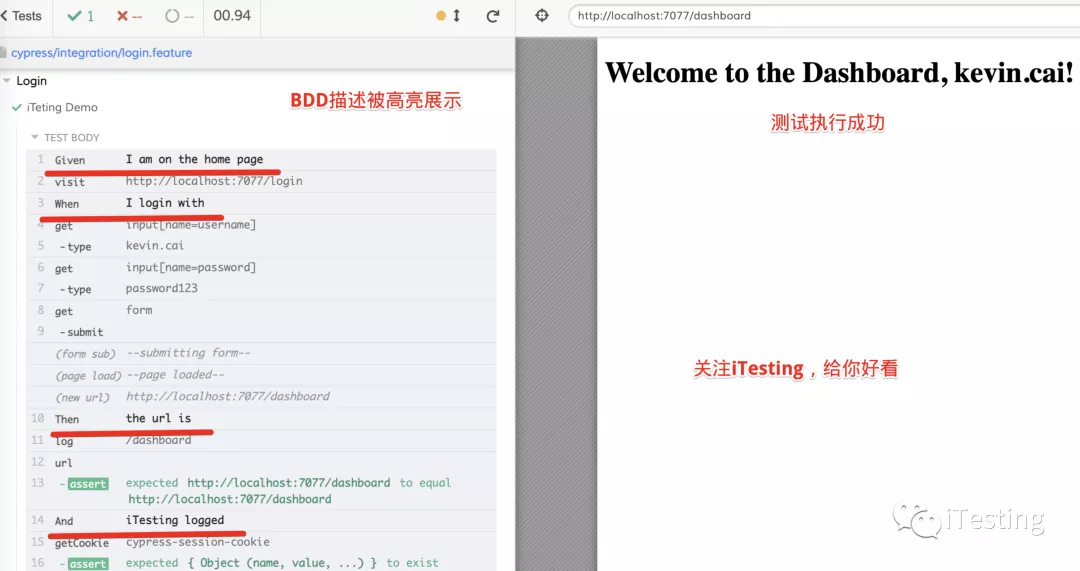 Tests
1
--
--
00.94
http://localhost:7077/dashboard
cypress/integration/login.feature
Login
iTeting Demo
BDD描述被高亮展示
TEST BODY
1 Given I am on the home page
2 visit http://localhost:7077/login
3 When I login with
4 get input[name=username]
5 -type kevin.cai
6 get input[name=password]
7 -type password123
8 get form
9 -submit
(form sub) --submitting form--
(page load) --page loaded--
(new url) http://localhost:7077/dashboard
10 Then the url is
11 log /dashboard
12 url
13 -assert expected http://localhost:7077/dashboard to equal
http://localhost:7077/dashboard
14 And iTesting logged
15 getCookie cypress-session-cookie
16 -assert expected { Object (name, value, ...) } to exist
Welcome to the Dashboard, kevin.cai!
测试执行成功
关注iTesting，给你好看
iTesting